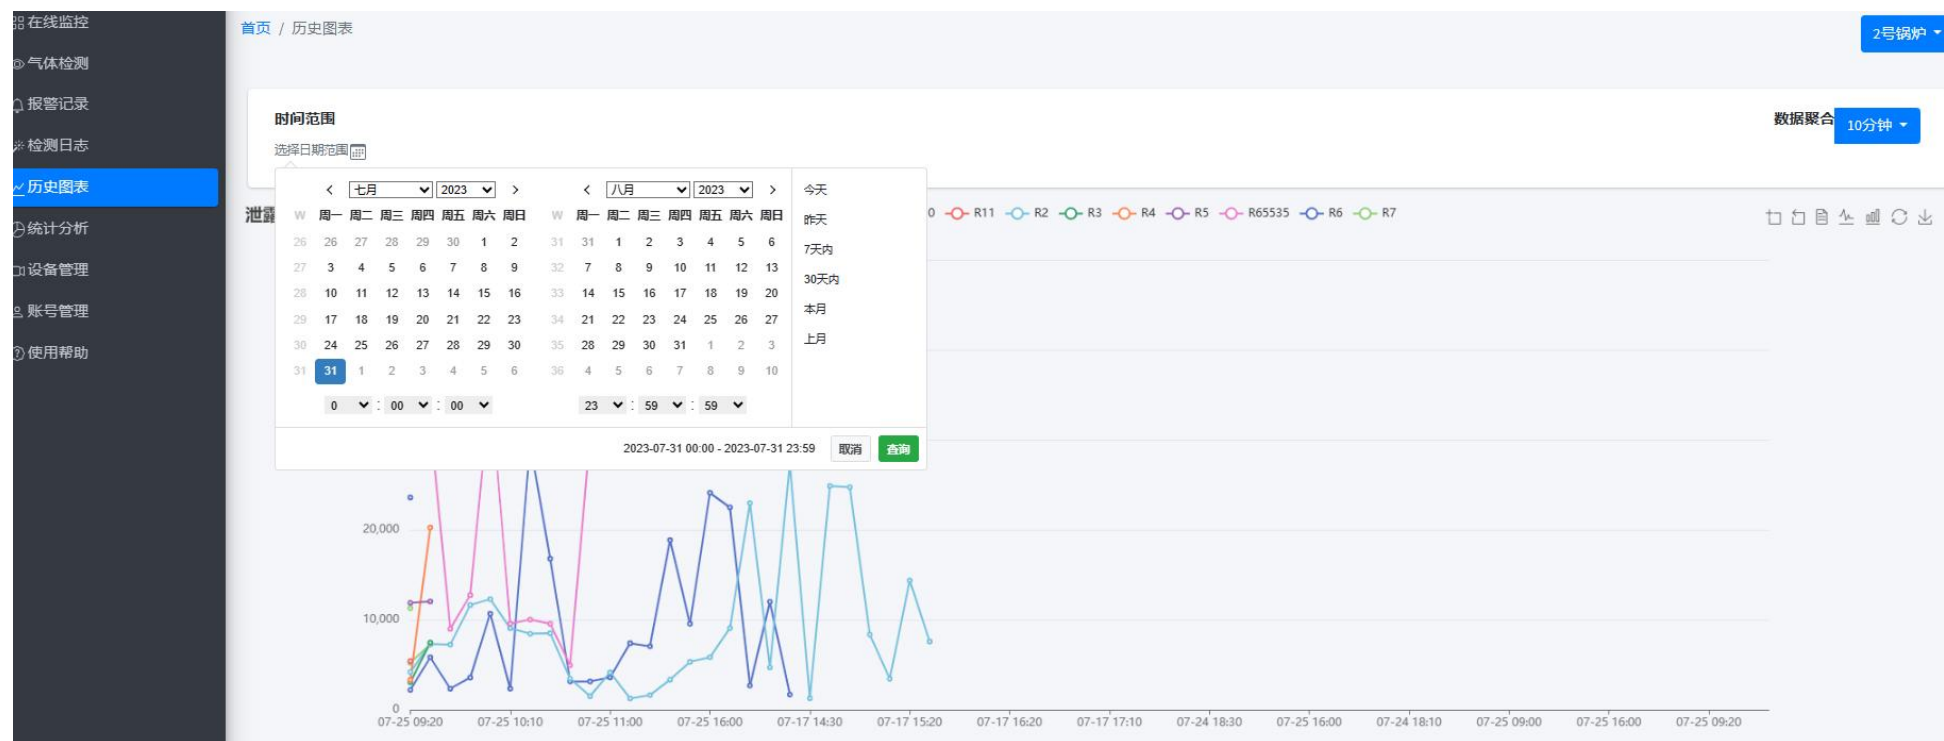 在线监控
气体检测
报警记录
检测日志
历史图表
统计分析
设备管理
账号管理
使用帮助
首页 / 历史图表
2号锅炉
时间范围
选择日期范围
数据聚合 10分钟
七月 2023
W 周一 周二 周三 周四 周五 周六 周日
26 26 27 28 29 30 1 2
27 3 4 5 6 7 8 9
28 10 11 12 13 14 15 16
29 17 18 19 20 21 22 23
30 24 25 26 27 28 29 30
31 31 1 2 3 4 5 6
0 : 00 : 00
八月 2023
W 周一 周二 周三 周四 周五 周六 周日
31 31 1 2 3 4 5 6
32 7 8 9 10 11 12 13
33 14 15 16 17 18 19 20
34 21 22 23 24 25 26 27
35 28 29 30 31 1 2 3
36 4 5 6 7 8 9 10
23 : 59 : 59
今天
昨天
7天内
30天内
本月
上月
2023-07-31 00:00 - 2023-07-31 23:59 取消 查询
泄露
0 R11 R2 R3 R4 R5 R65535 R6 R7
20,000
10,000
0
07-25 09:20 07-25 10:10 07-25 11:00 07-25 16:00 07-17 14:30 07-17 15:20 07-17 16:20 07-17 17:10 07-24 18:30 07-25 16:00 07-24 18:10 07-25 09:00 07-25 16:00 07-25 09:20